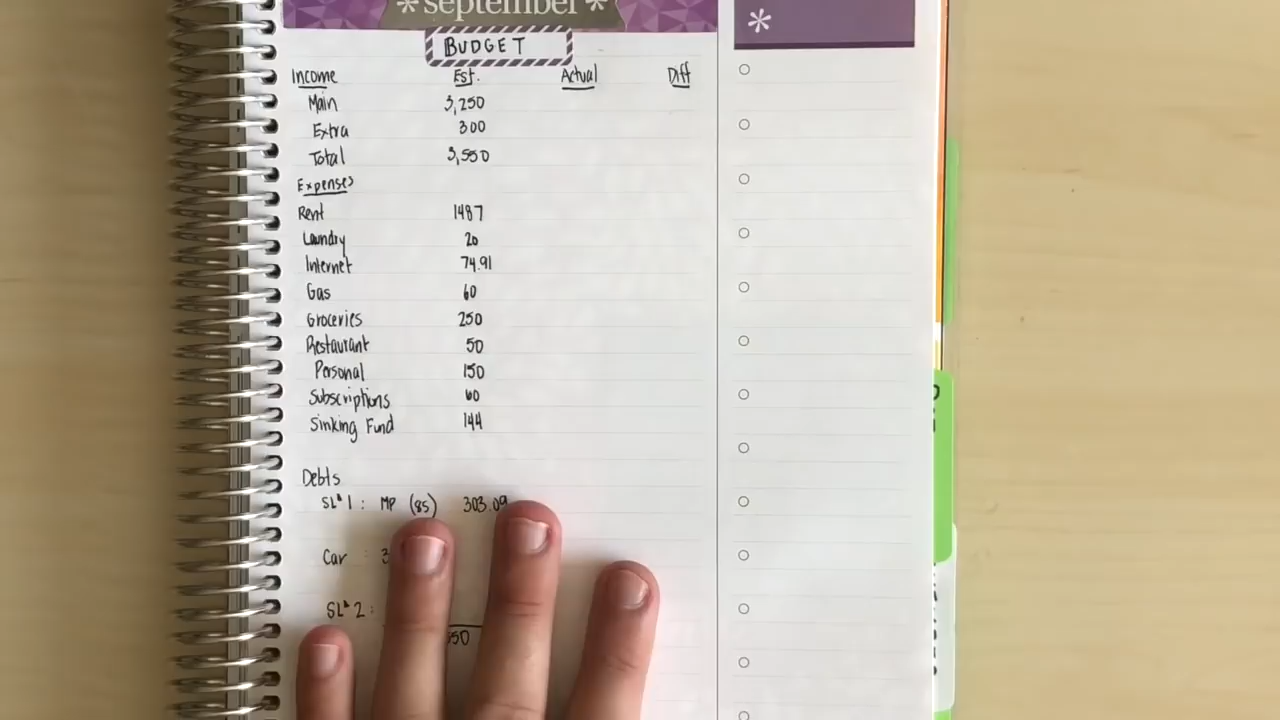 *september*
BUDGET
Income Est. Actual Diff
Main 3,250
Extra 300
Total 3,550
Expenses
Rent 1487
Laundry 20
Internet 74.91
Gas 60
Groceries 250
Restaurant 50
Personal 150
Subscriptions 60
Sinking Fund 144
Debts
SL 1: MP (85) 303.09
Car : 3
SL 2:
550